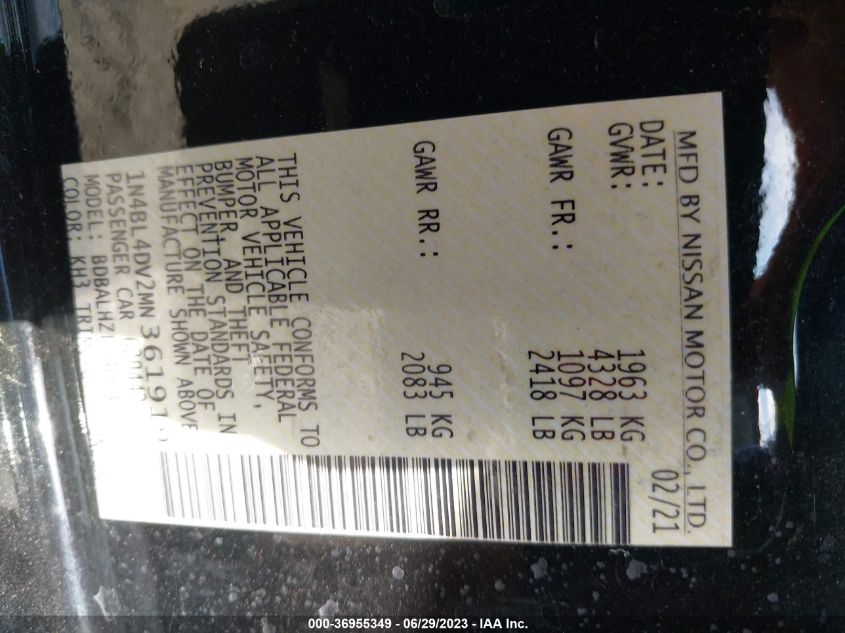 MFD BY NISSAN MOTOR CO., LTD.
DATE: 02/21
GVWR: 1963 KG
4328 LB
GAWR FR.: 1097 KG
2418 LB
GAWR RR.: 945 KG
2083 LB
THIS VEHICLE CONFORMS TO
ALL APPLICABLE FEDERAL
MOTOR VEHICLE SAFETY,
BUMPER AND THEFT
PREVENTION STANDARDS IN
EFFECT ON THE DATE OF
MANUFACTURE SHOWN ABOVE
PASSENGER CAR
MODEL:
COLOR: KH3
000-36955349 - 06/29/2023 - IAA Inc.